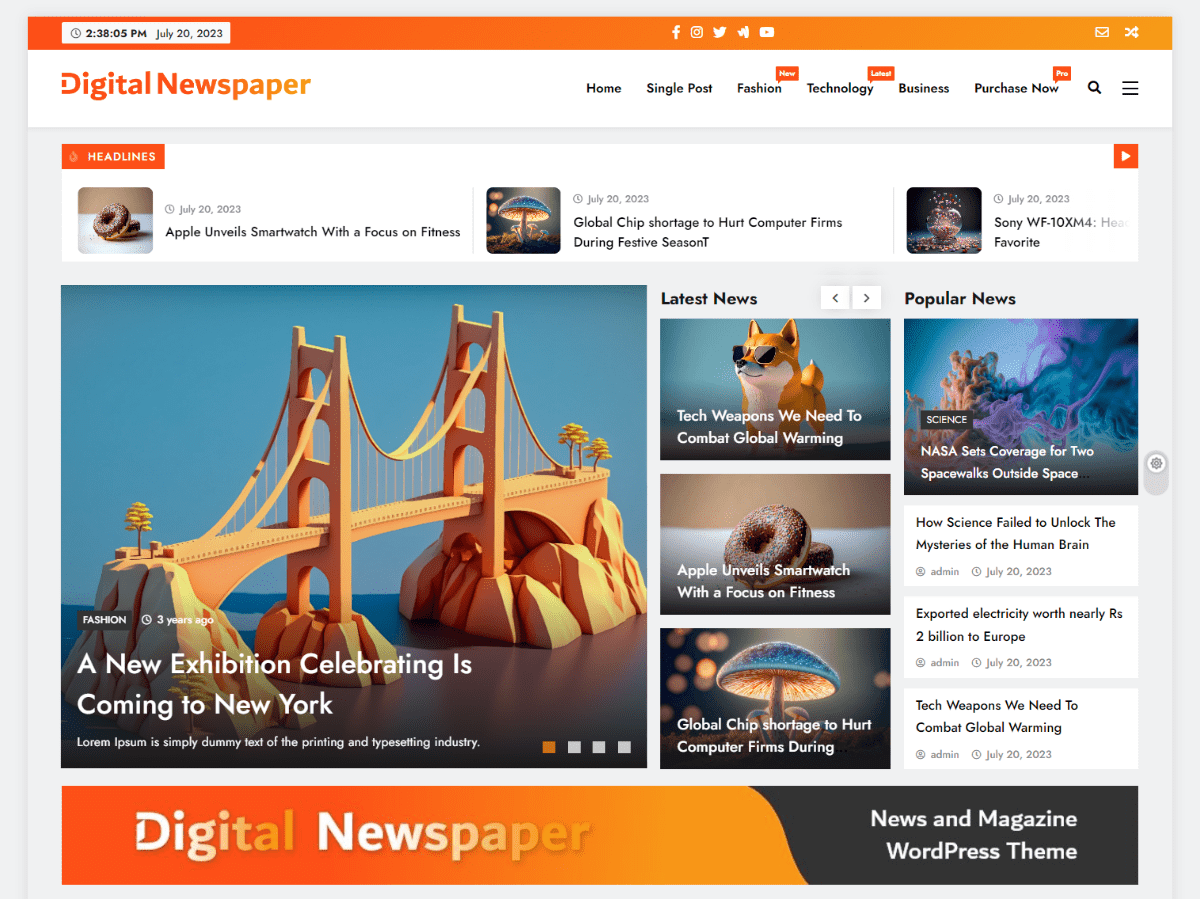 2:38:05 PM July 20, 2023
Digital Newspaper
Home Single Post Fashion New Technology Latest Business Purchase Now Pro
HEADLINES
July 20, 2023
Apple Unveils Smartwatch With a Focus on Fitness
July 20, 2023
Global Chip shortage to Hurt Computer Firms
During Festive SeasonT
July 20, 2023
Sony WF-10XM4: Hea
Favorite
FASHION 3 years ago
A New Exhibition Celebrating Is
Coming to New York
Lorem Ipsum is simply dummy text of the printing and typesetting industry.
Latest News
Tech Weapons We Need To
Combat Global Warming
Apple Unveils Smartwatch
With a Focus on Fitness
Global Chip shortage to Hurt
Computer Firms During...
Popular News
SCIENCE
NASA Sets Coverage for Two
Spacewalks Outside Space...
How Science Failed to Unlock The
Mysteries of the Human Brain
admin July 20, 2023
Exported electricity worth nearly Rs
2 billion to Europe
admin July 20, 2023
Tech Weapons We Need To
Combat Global Warming
admin July 20, 2023
Digital Newspaper
News and Magazine
WordPress Theme